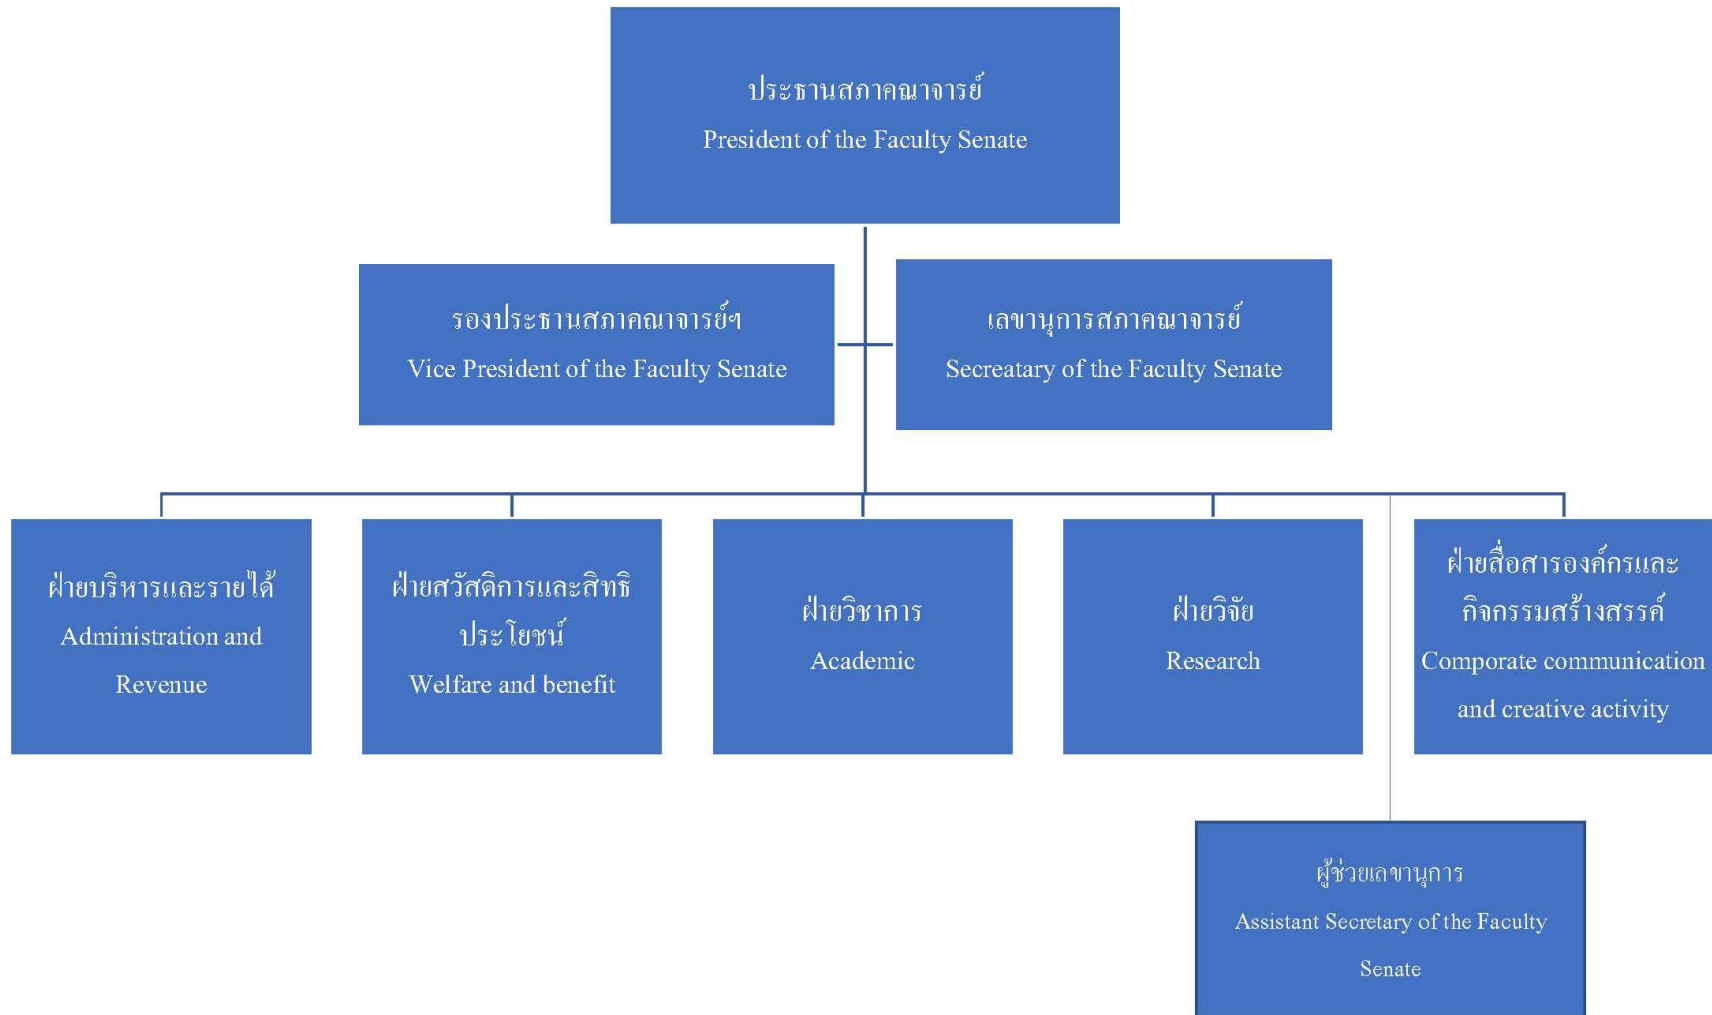 ประธานสภาคณาจารย์
President of the Faculty Senate
รองประธานสภาคณาจารย์ฯ
Vice President of the Faculty Senate
เลขานุการสภาคณาจารย์
Secreatary of the Faculty Senate
ฝ่ายบริหารและรายได้
Administration and
Revenue
ฝ่ายสวัสดิการและสิทธิ
ประโยชน์
Welfare and benefit
ฝ่ายวิชาการ
Academic
ฝ่ายวิจัย
Research
ฝ่ายสื่อสารองค์กรและ
กิจกรรมสร้างสรรค์
Comporate communication
and creative activity
ผู้ช่วยเลขานุการ
Assistant Secretary of the Faculty
Senate